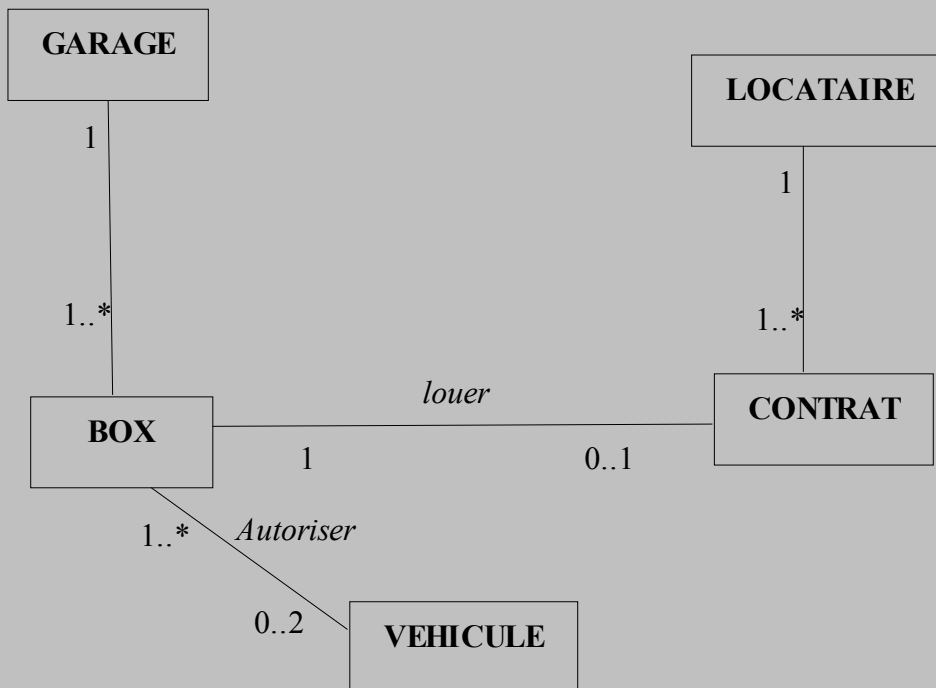 GARAGE
LOCATAIRE
1
1
1..*
1..*
louer
CONTRAT
BOX
1
0..1
1..*
Autoriser
0..2
VEHICULE